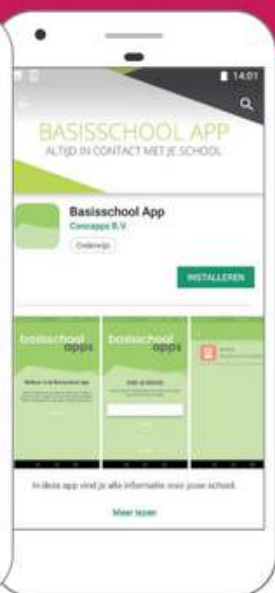 14:01
BASISSCHOOL APP
ALTIJD IN CONTACT MET JE SCHOOL
Basisschool App
Concapps B.V.
Onderwijs
INSTALLEREN
basisschool apps
basisschool apps
In deze app vind je alle informatie voor jouw school.
Meer lezen